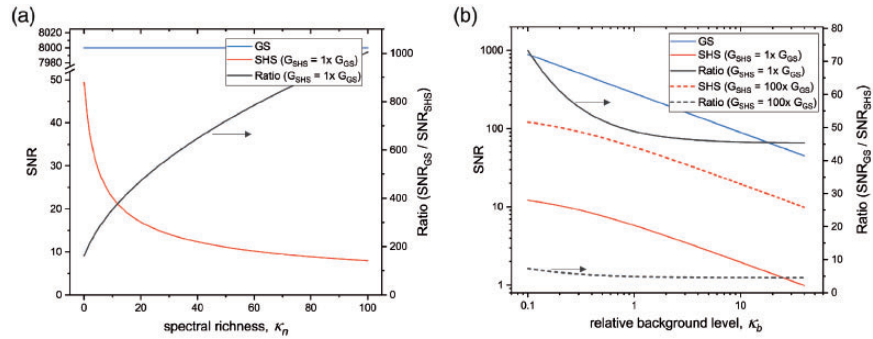 (a)
GS
SHS (G_SHS = 1x G_GS)
Ratio (G_SHS = 1x G_GS)
8020
8000
7980
50
40
30
20
10
0
SNR
0
20
40
60
80
100
spectral richness, κ_n
1000
800
600
400
200
0
Ratio (SNR_GS / SNR_SHS)
(b)
GS
SHS (G_SHS = 1x G_GS)
Ratio (G_SHS = 1x G_GS)
SHS (G_SHS = 100x G_GS)
Ratio (G_SHS = 100x G_GS)
1000
100
10
1
SNR
0.1
1
10
relative background level, κ_b
80
70
60
50
40
30
20
10
0
Ratio (SNR_GS / SNR_SHS)